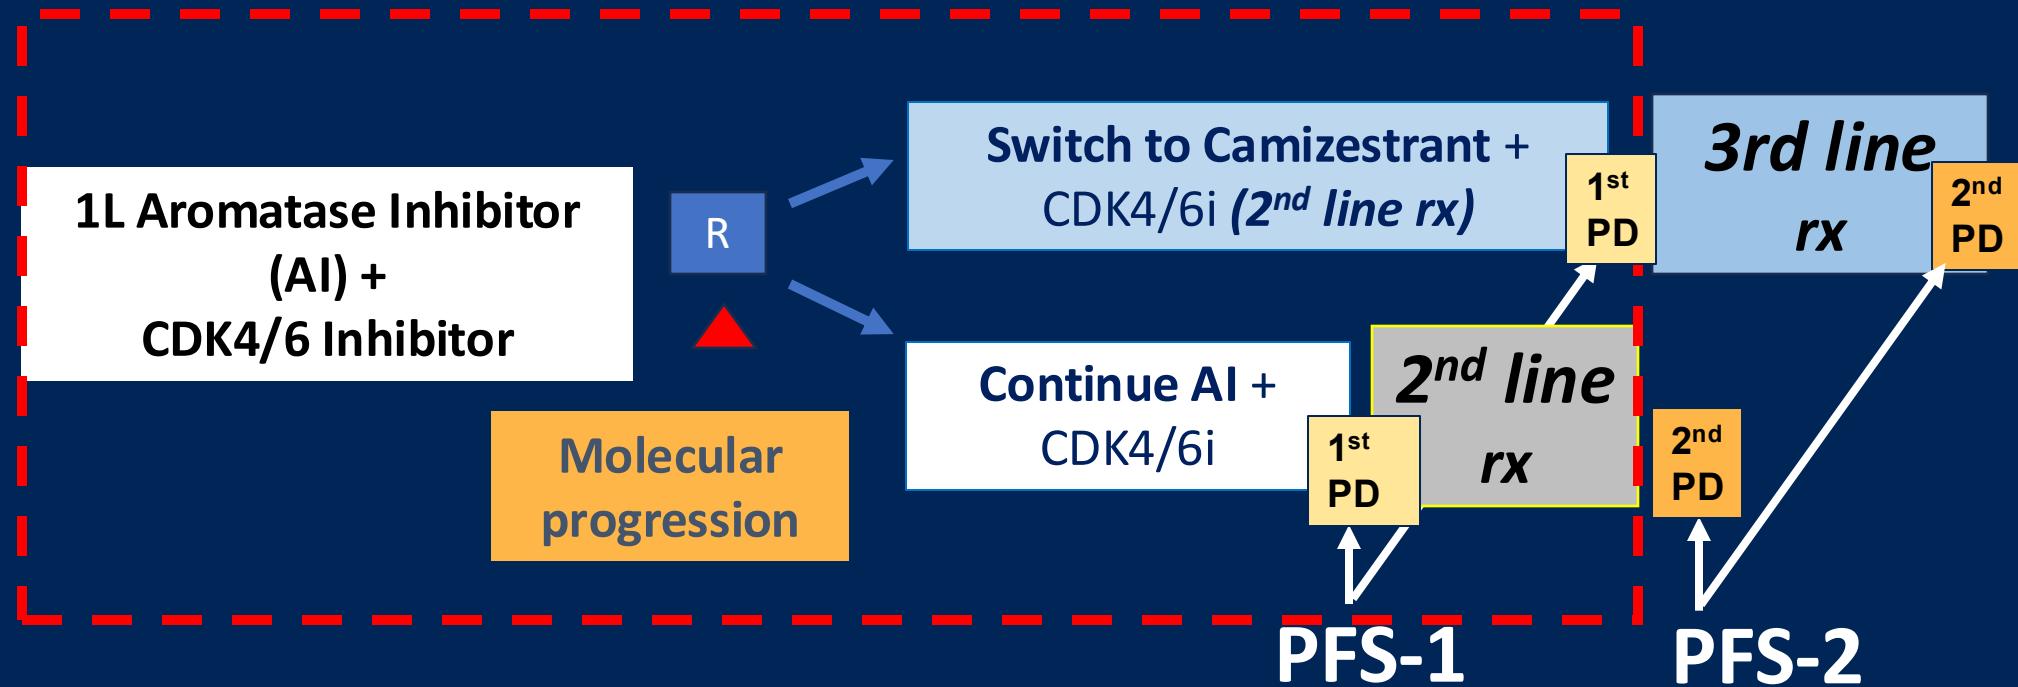 1L Aromatase Inhibitor
(AI) +
CDK4/6 Inhibitor
R
Molecular
progression
Switch to Camizestrant +
CDK4/6i (2nd line rx)
1st
PD
3rd line
rx
2nd
PD
Continue AI +
CDK4/6i
1st
PD
2nd line
rx
2nd
PD
PFS-1
PFS-2